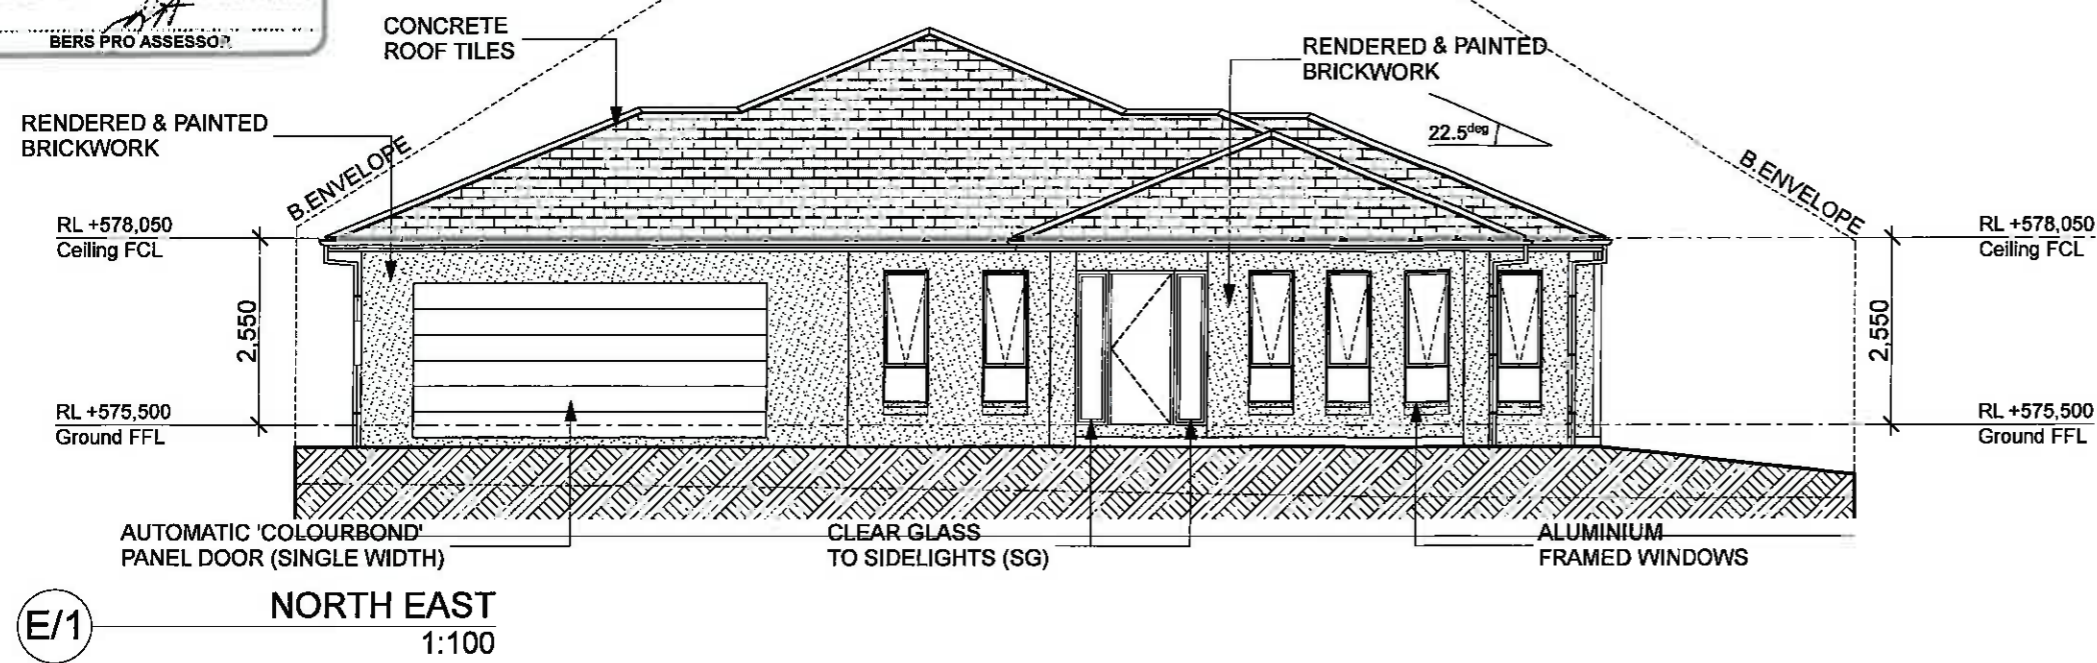 BERS PRO ASSESSOR
CONCRETE
ROOF TILES
RENDERED & PAINTED
BRICKWORK
RENDERED & PAINTED
BRICKWORK
22.5deg
B.ENVELOPE
B.ENVELOPE
RL +578,050
Ceiling FCL
RL +578,050
Ceiling FCL
2,550
2,550
RL +575,500
Ground FFL
RL +575,500
Ground FFL
AUTOMATIC 'COLOURBOND'
PANEL DOOR (SINGLE WIDTH)
CLEAR GLASS
TO SIDELIGHTS (SG)
ALUMINIUM
FRAMED WINDOWS
E/1
NORTH EAST
1:100